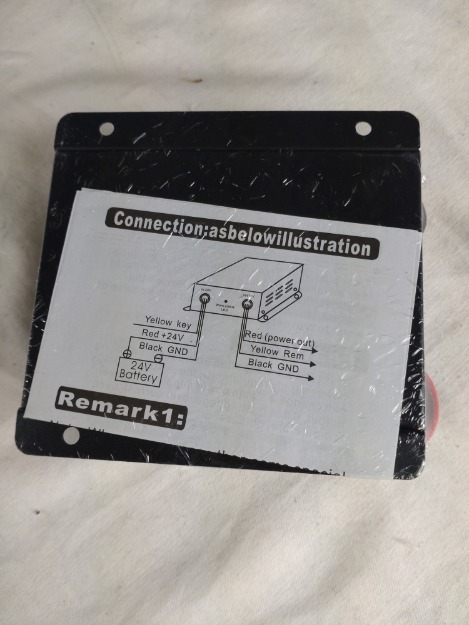 Connection:asbelowillustration
Yellow key
Red +24V
Black GND
24V
Battery
Red (power out)
Yellow Rem
Black GND
Remark1: